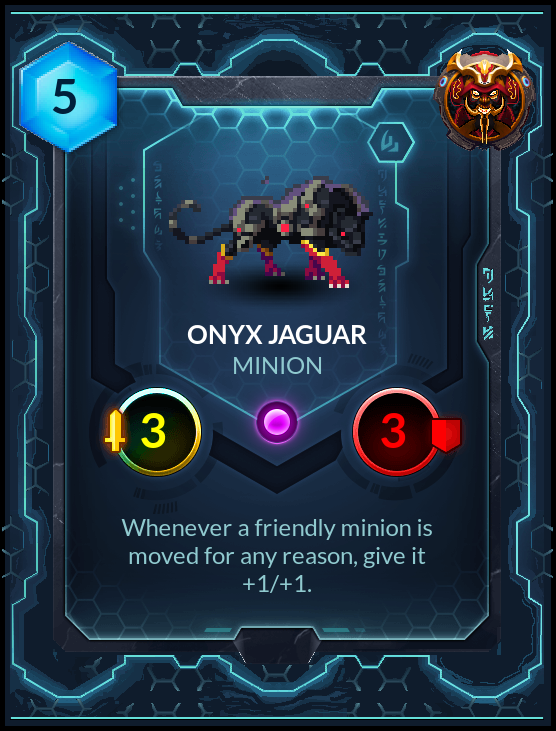 5
ONYX JAGUAR
MINION
3
3
Whenever a friendly minion is
moved for any reason, give it
+1/+1.